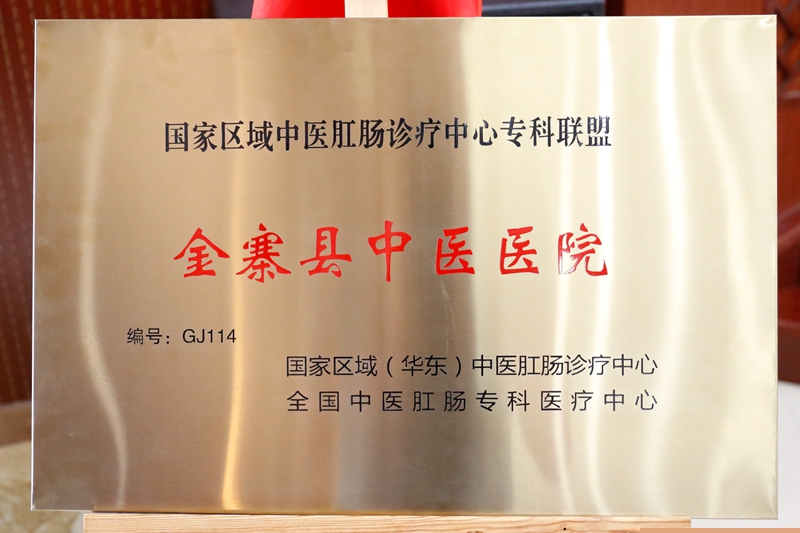 国家区域中医肛肠诊疗中心专科联盟
金寨县中医医院
编号：GJ114
国家区域（华东）中医肛肠诊疗中心
全国中医肛肠专科医疗中心